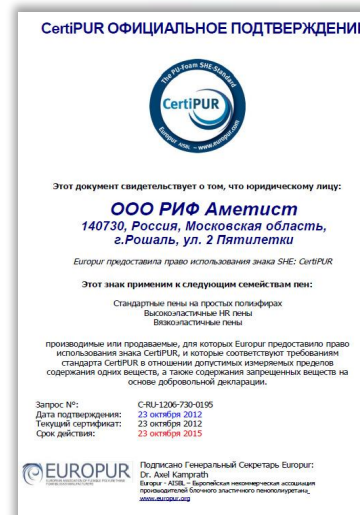 CertiPUR ОФИЦИАЛЬНОЕ ПОДТВЕРЖДЕНИ
The PU-Foam SHE-Standard
CertiPUR
Europur AISBL – www.europur.com
Этот документ свидетельствует о том, что юридическому лицу:
ООО РИФ Аметист
140730, Россия, Московская область,
г.Рошаль, ул. 2 Пятилетки
Europur предоставила право использования знака SHE: CertiPUR
Этот знак применим к следующим семействам пен:
Стандартные пены на простых полиэфирах
Высокоэластичные HR пены
Вязкоэластичные пены
производимые или продаваемые, для которых Europur предоставило право
использования знака CertiPUR, и которые соответствуют требованиям
стандарта CertiPUR в отношении допустимых измеряемых пределов
содержания одних веществ, а также содержания запрещенных веществ на
основе добровольной декларации.
Запрос №: C-RU-1206-730-0195
Дата подтверждения: 23 октября 2012
Текущий сертификат: 23 октября 2012
Срок действия: 23 октября 2015
EUROPUR
Подписано Генеральный Секретарь Europur:
Dr. Axel Kamprath
Europur - AISBL – Европейская некоммерческая ассоциация
производителей блочного эластичного пенополиуретана
www.europur.org